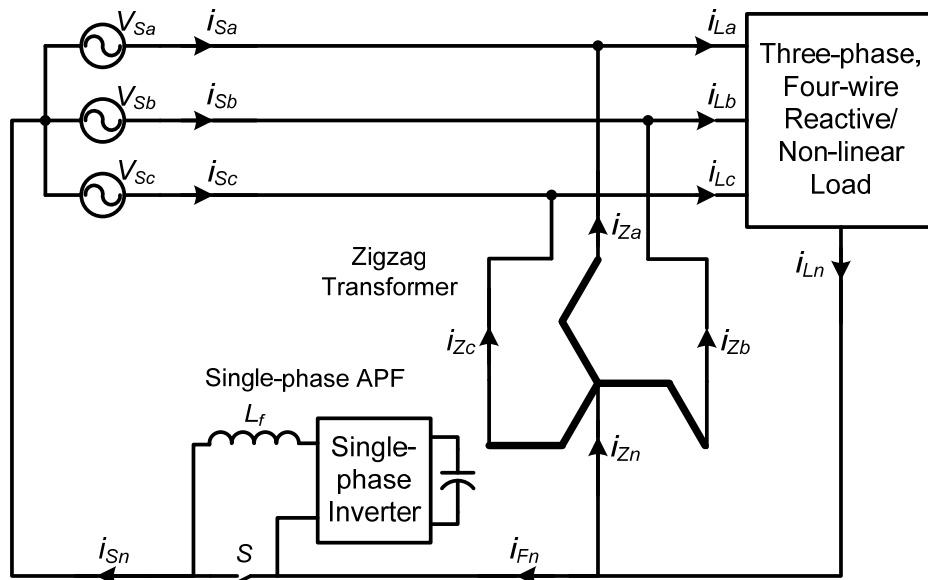 V_Sa
i_Sa
i_La
V_Sb
i_Sb
i_Lb
V_Sc
i_Sc
i_Lc
Three-phase,
Four-wire
Reactive/
Non-linear
Load
i_Za
i_Ln
Zigzag
Transformer
i_Zc
i_Zb
Single-phase APF
L_f
Single-
phase
Inverter
i_Zn
i_Sn
S
i_Fn